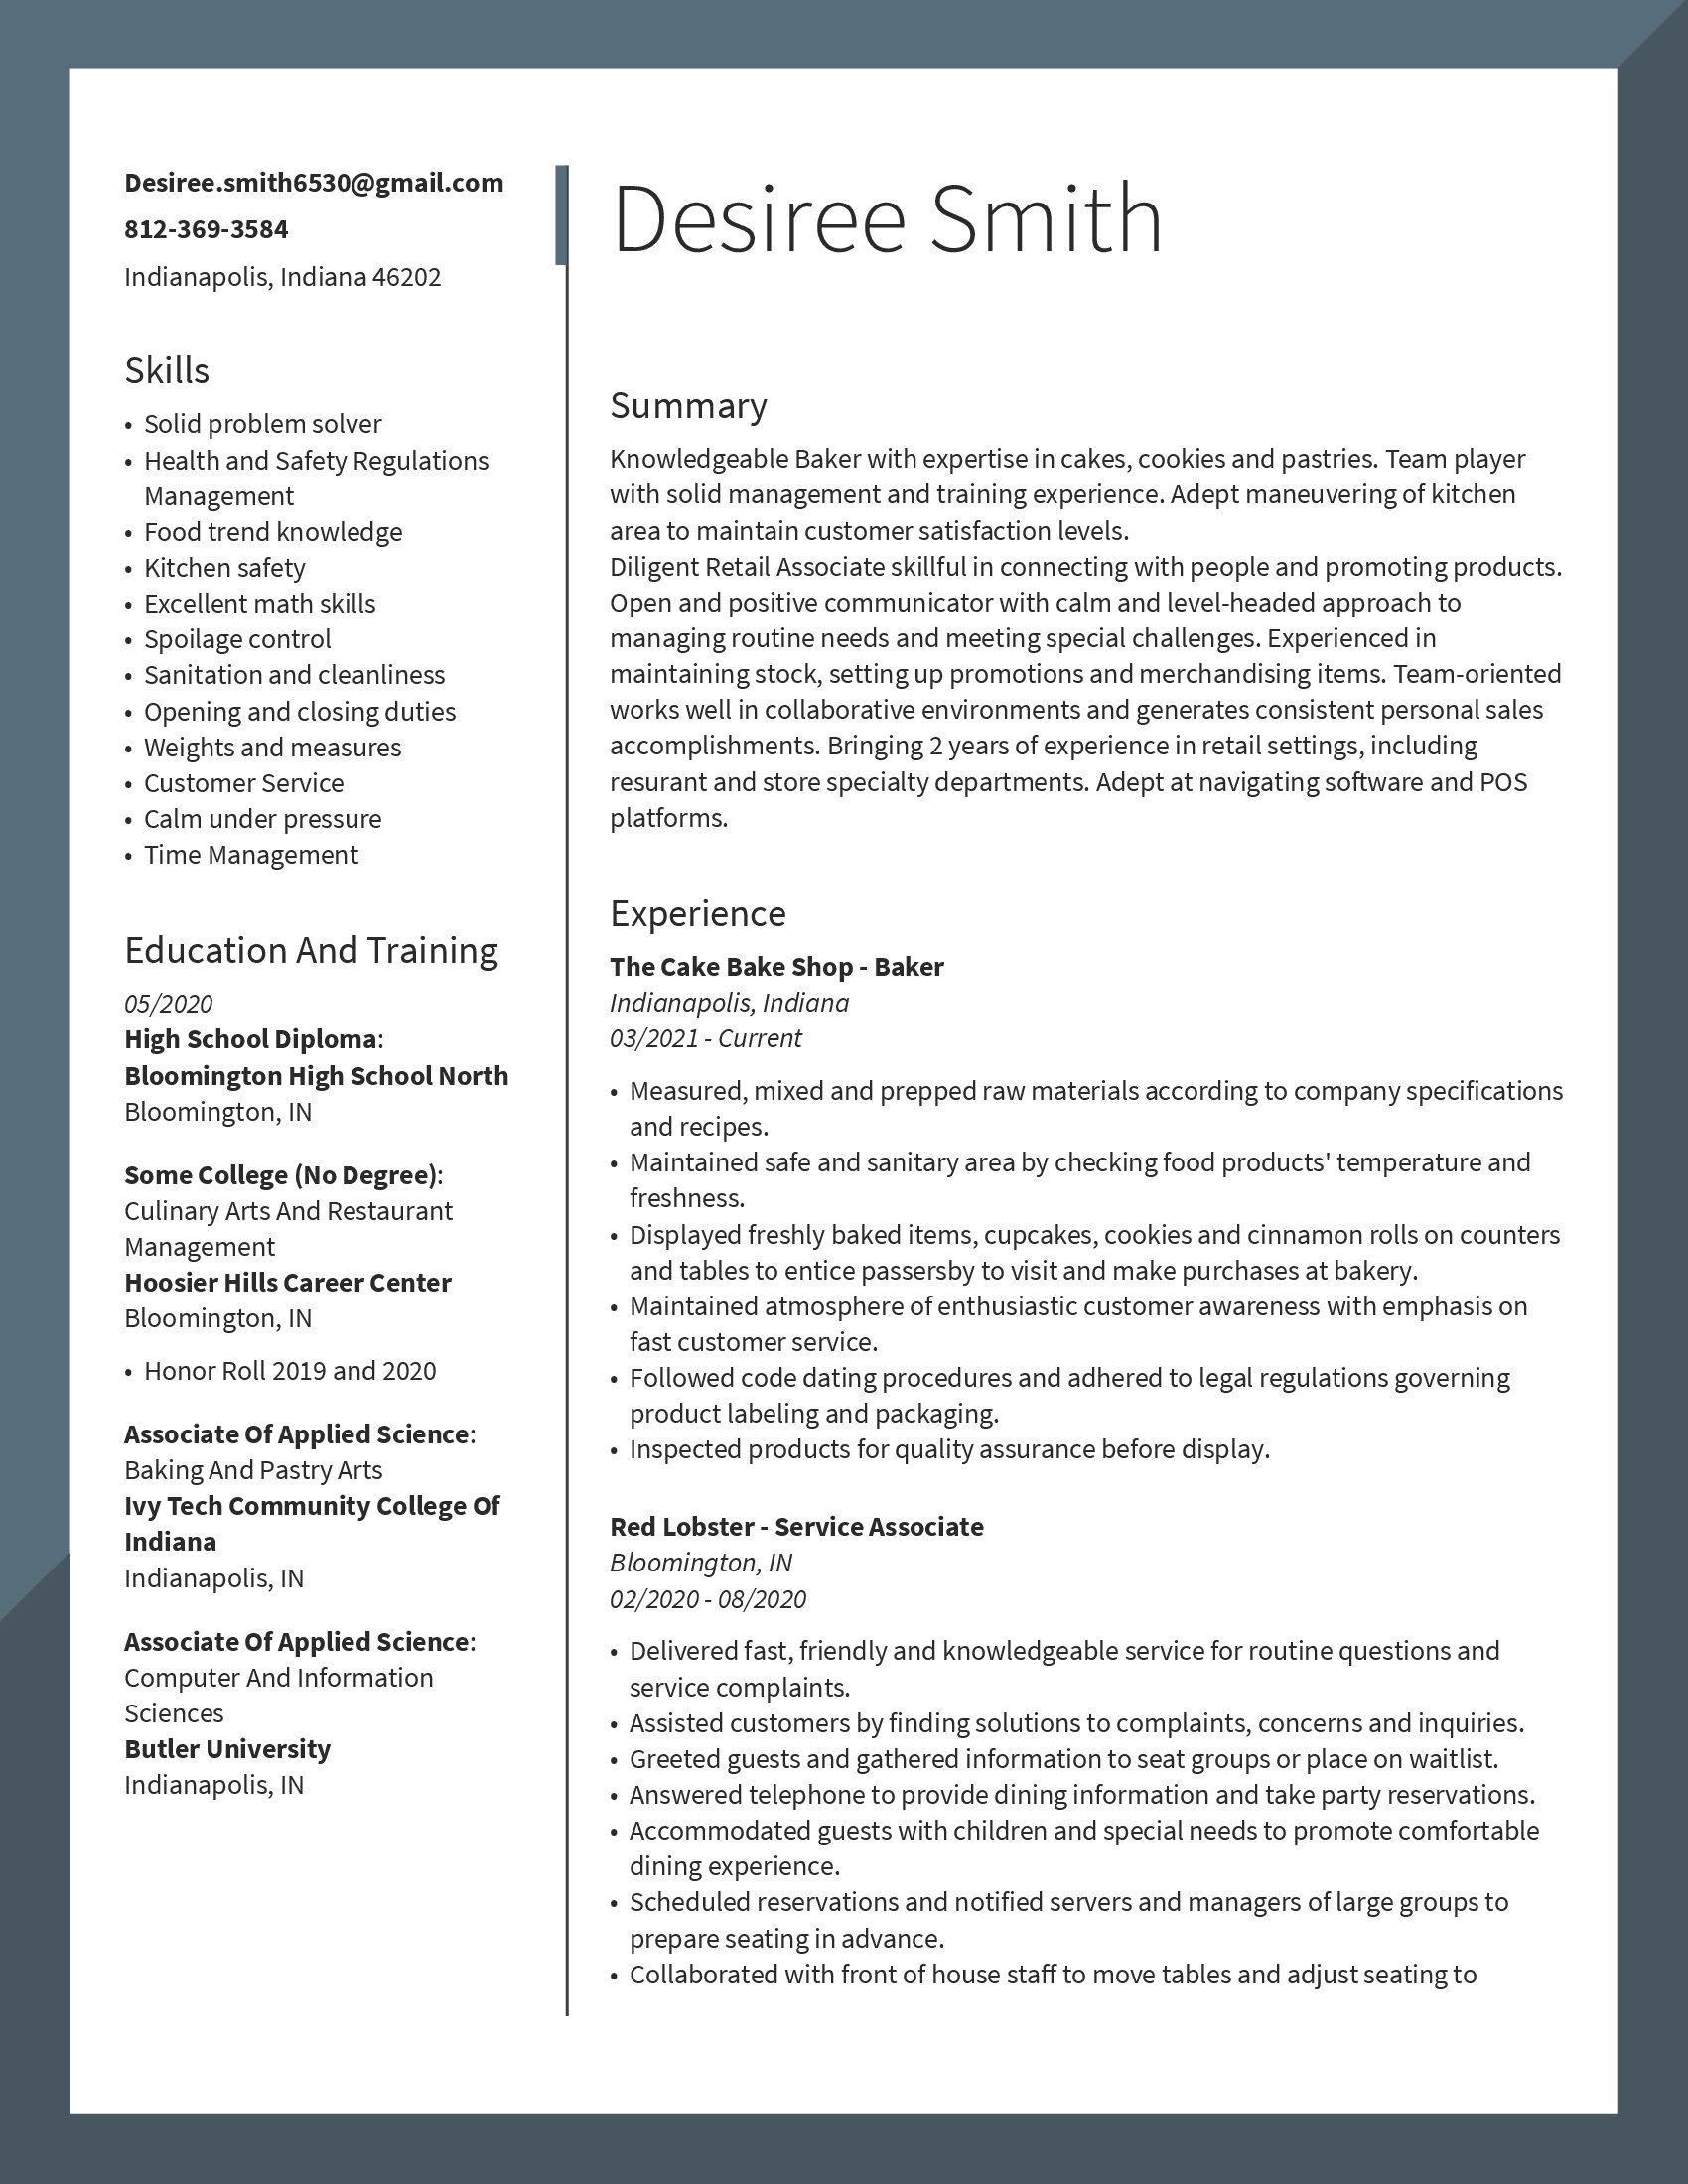 Desiree.smith6530@gmail.com
812-369-3584
Indianapolis, Indiana 46202
Skills
• Solid problem solver
• Health and Safety Regulations
Management
• Food trend knowledge
• Kitchen safety
• Excellent math skills
• Spoilage control
• Sanitation and cleanliness
• Opening and closing duties
• Weights and measures
• Customer Service
• Calm under pressure
• Time Management
Education And Training
05/2020
High School Diploma:
Bloomington High School North
Bloomington, IN
Some College (No Degree):
Culinary Arts And Restaurant
Management
Hoosier Hills Career Center
Bloomington, IN
• Honor Roll 2019 and 2020
Associate Of Applied Science:
Baking And Pastry Arts
Ivy Tech Community College Of
Indiana
Indianapolis, IN
Associate Of Applied Science:
Computer And Information
Sciences
Butler University
Indianapolis, IN
Desiree Smith
Summary
Knowledgeable Baker with expertise in cakes, cookies and pastries. Team player
with solid management and training experience. Adept maneuvering of kitchen
area to maintain customer satisfaction levels.
Diligent Retail Associate skillful in connecting with people and promoting products.
Open and positive communicator with calm and level-headed approach to
managing routine needs and meeting special challenges. Experienced in
maintaining stock, setting up promotions and merchandising items. Team-oriented
works well in collaborative environments and generates consistent personal sales
accomplishments. Bringing 2 years of experience in retail settings, including
resurant and store specialty departments. Adept at navigating software and POS
platforms.
Experience
The Cake Bake Shop - Baker
Indianapolis, Indiana
03/2021 - Current
• Measured, mixed and prepped raw materials according to company specifications
and recipes.
• Maintained safe and sanitary area by checking food products' temperature and
freshness.
• Displayed freshly baked items, cupcakes, cookies and cinnamon rolls on counters
and tables to entice passersby to visit and make purchases at bakery.
• Maintained atmosphere of enthusiastic customer awareness with emphasis on
fast customer service.
• Followed code dating procedures and adhered to legal regulations governing
product labeling and packaging.
• Inspected products for quality assurance before display.
Red Lobster - Service Associate
Bloomington, IN
02/2020 - 08/2020
• Delivered fast, friendly and knowledgeable service for routine questions and
service complaints.
• Assisted customers by finding solutions to complaints, concerns and inquiries.
• Greeted guests and gathered information to seat groups or place on waitlist.
• Answered telephone to provide dining information and take party reservations.
• Accommodated guests with children and special needs to promote comfortable
dining experience.
• Scheduled reservations and notified servers and managers of large groups to
prepare seating in advance.
• Collaborated with front of house staff to move tables and adjust seating to